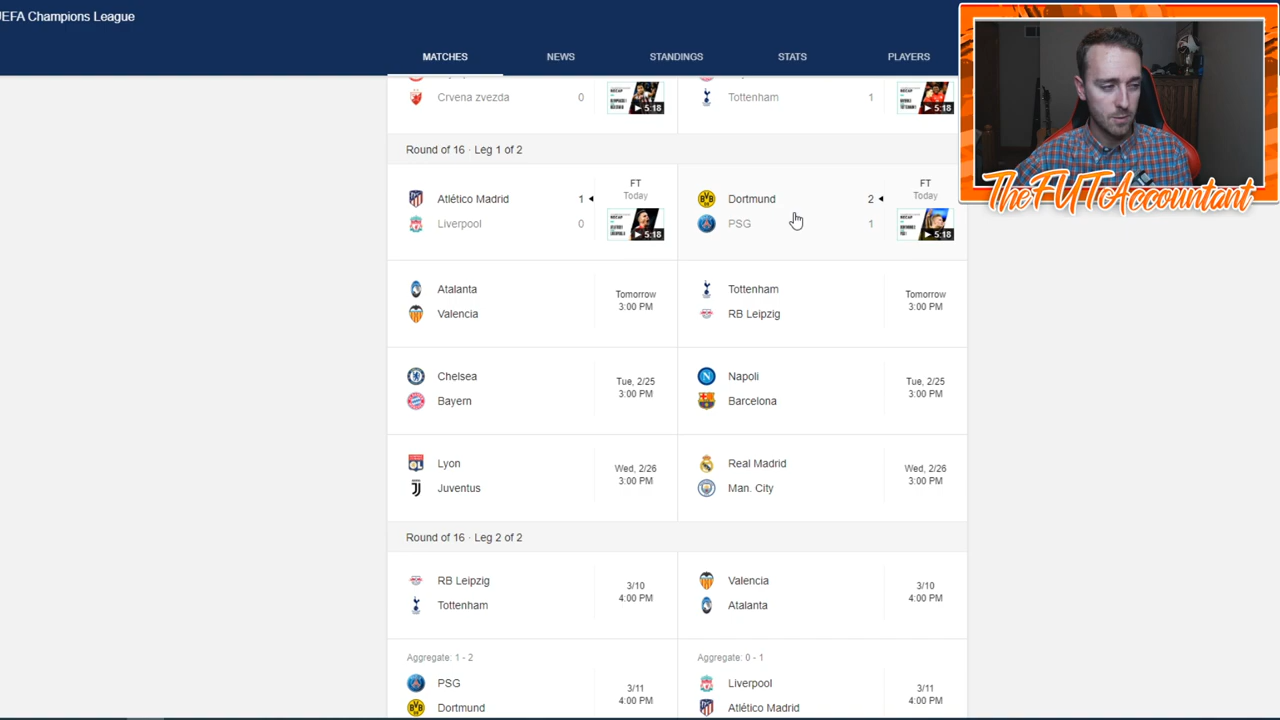 UEFA Champions League
MATCHES NEWS STANDINGS STATS PLAYERS
Crvena zvezda 0
5:18
Tottenham 1
5:18
Round of 16 · Leg 1 of 2
Atlético Madrid 1
Liverpool 0
FT
Today
5:18
Dortmund 2
PSG 1
FT
Today
5:18
Atalanta
Valencia
Tomorrow
3:00 PM
Tottenham
RB Leipzig
Tomorrow
3:00 PM
Chelsea
Bayern
Tue, 2/25
3:00 PM
Napoli
Barcelona
Tue, 2/25
3:00 PM
Lyon
Juventus
Wed, 2/26
3:00 PM
Real Madrid
Man. City
Wed, 2/26
3:00 PM
Round of 16 · Leg 2 of 2
RB Leipzig
Tottenham
3/10
4:00 PM
Valencia
Atalanta
3/10
4:00 PM
Aggregate: 1 - 2
PSG
Dortmund
3/11
4:00 PM
Aggregate: 0 - 1
Liverpool
Atlético Madrid
3/11
4:00 PM
TheFUTAccountant